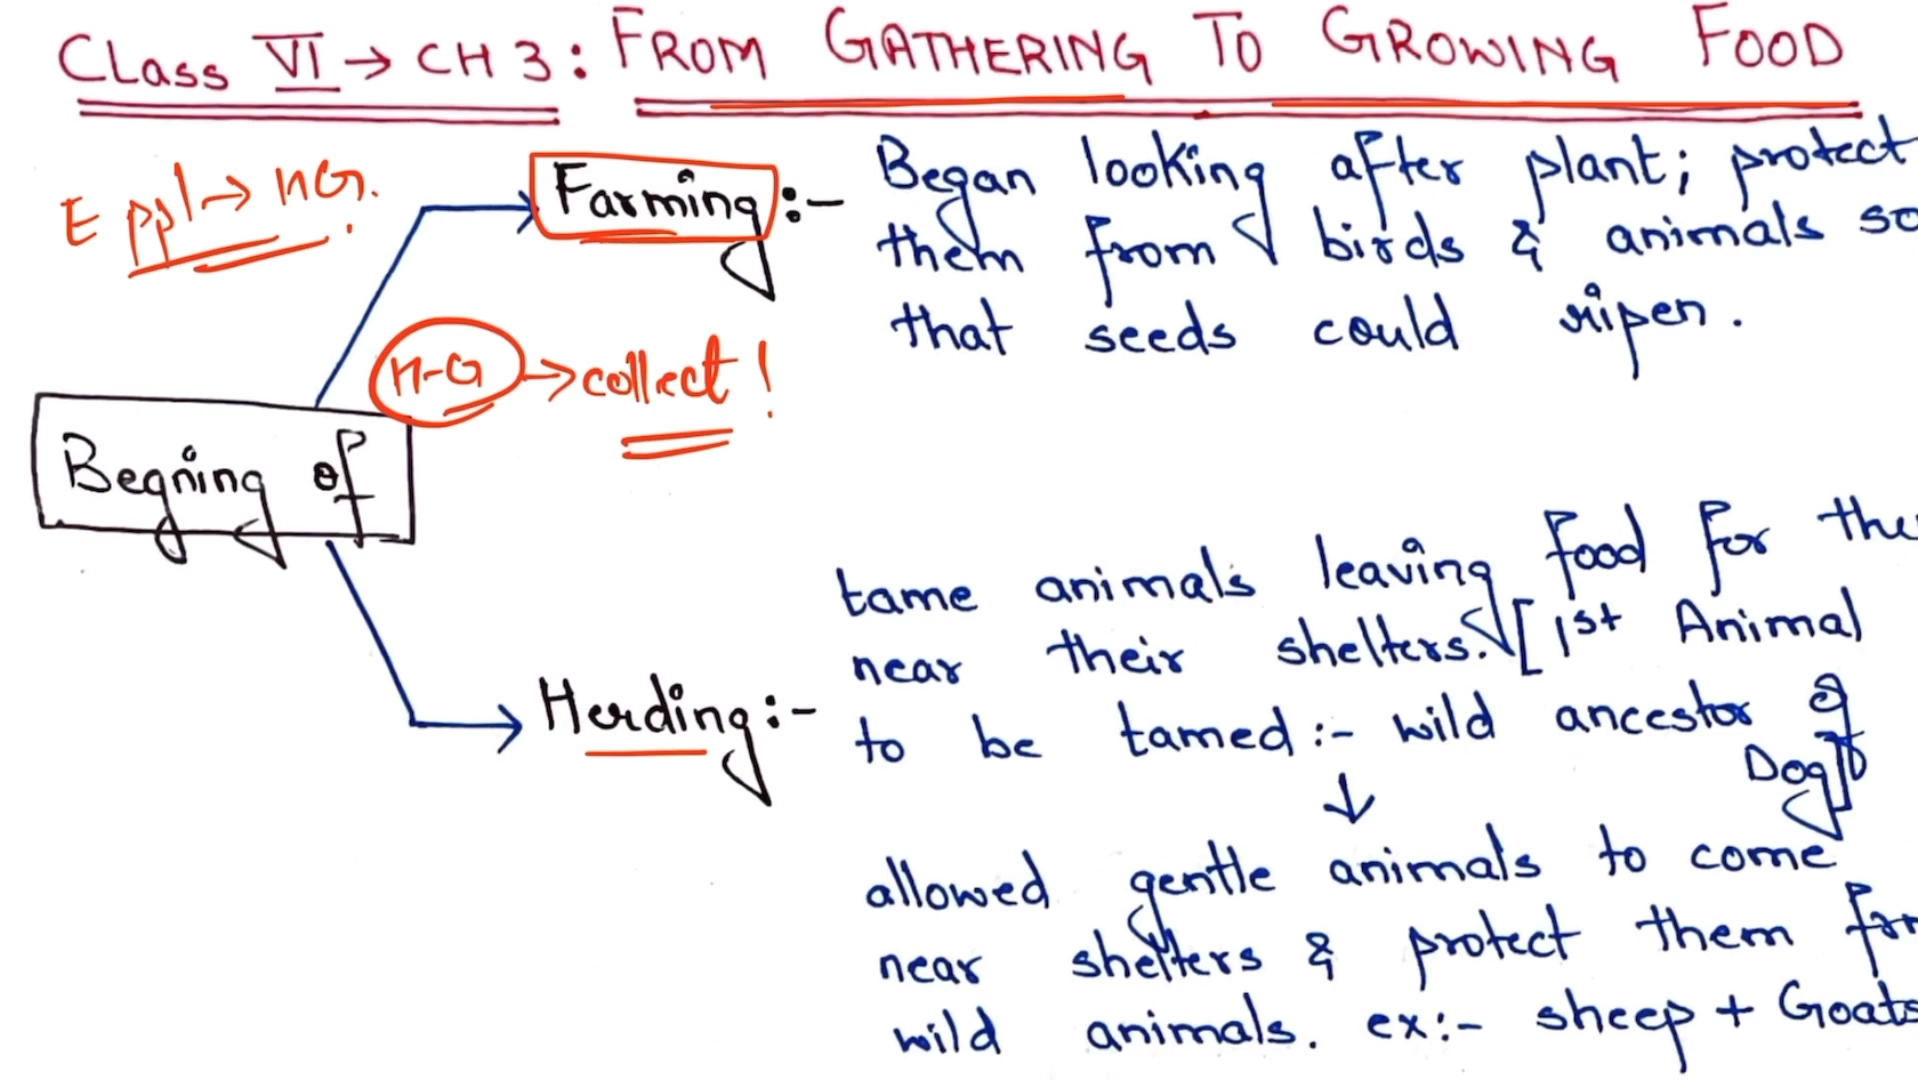 CLass VI → CH 3: FROM GATHERING TO GROWING FOOD
E ppl → HG.
Farming :-
Began looking after plant; protect
them from birds & animals so
that seeds could ripen.
H-G → collect!
Begning of
Herding :-
tame animals leaving food for the
near their shelters. [1st Animal
to be tamed :- wild ancestor of
Dog]
↓
allowed gentle animals to come
near shelters & protect them fr
wild animals. ex:- sheep + Goats